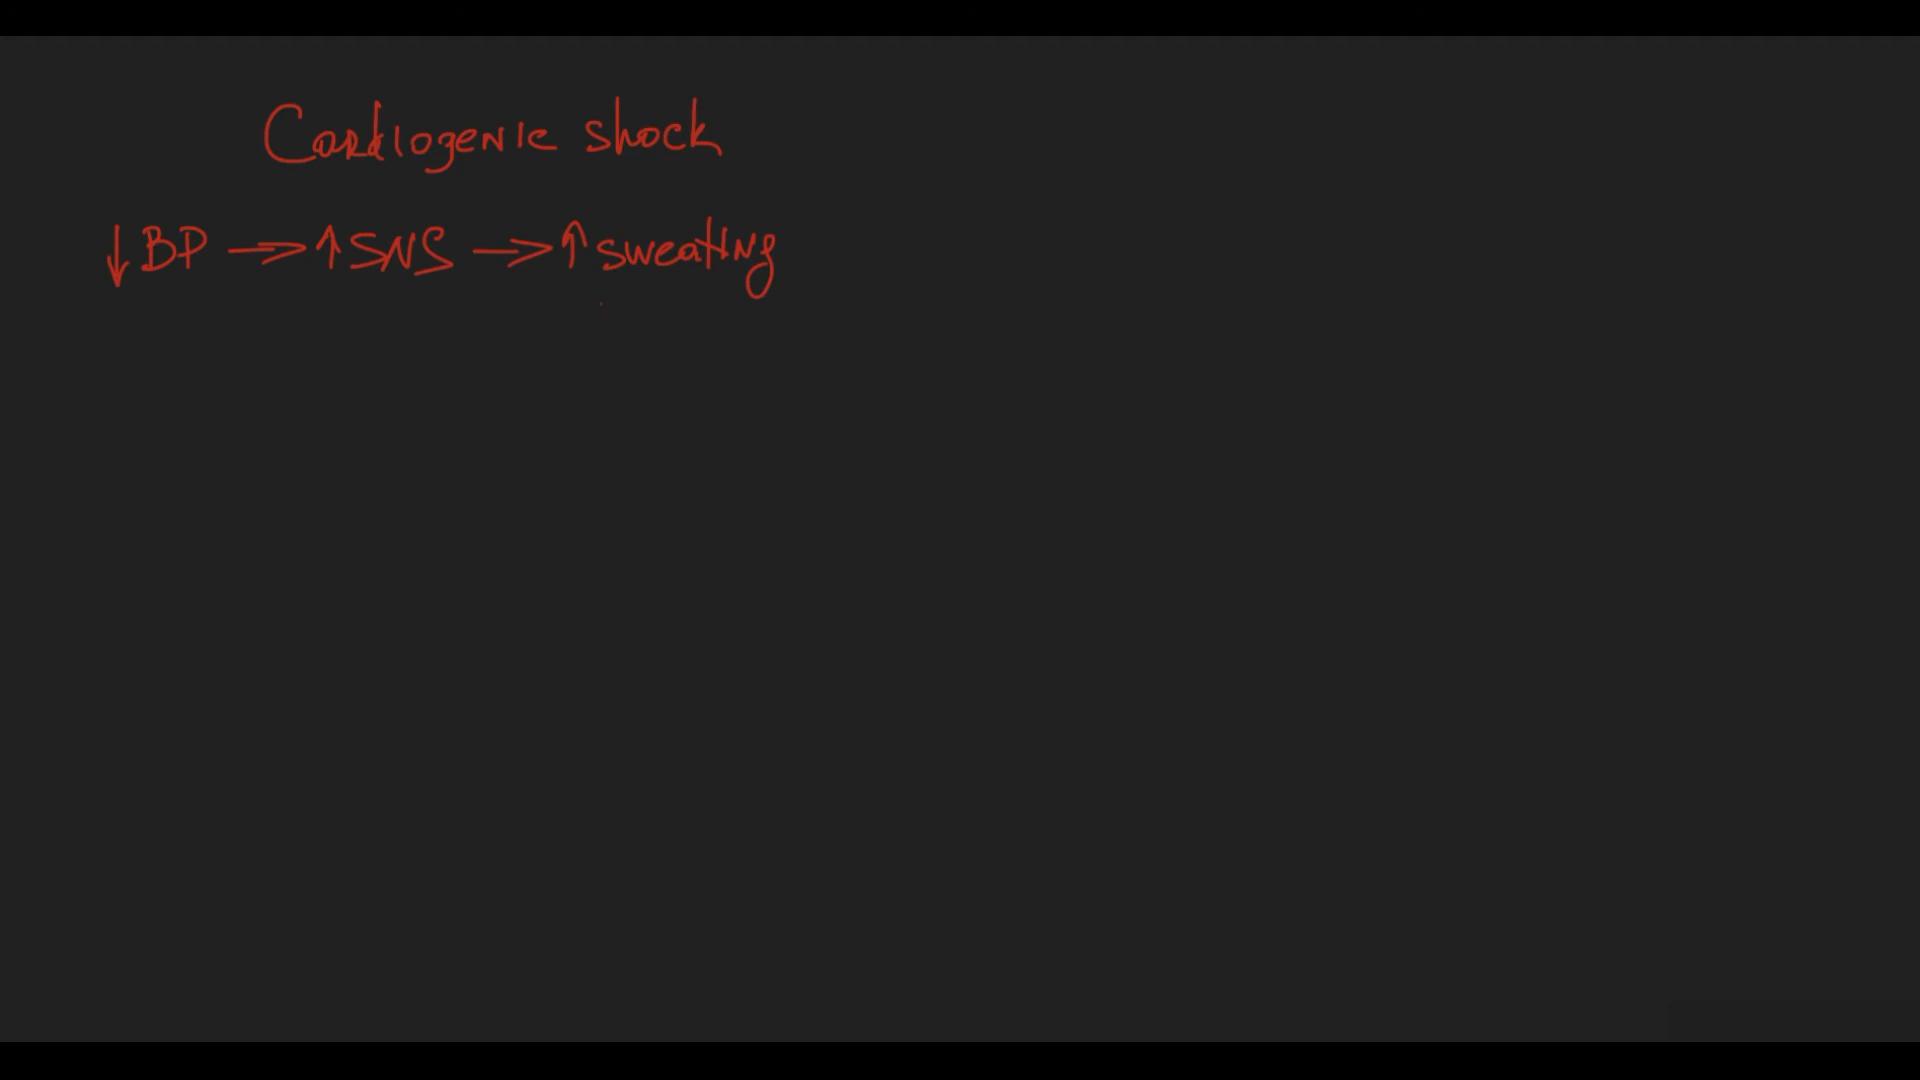 Cardiogenic shock
↓ BP → ↑ SNS → ↑ sweating